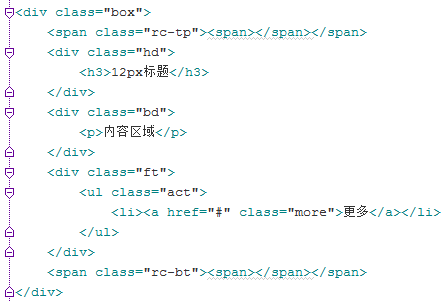 <div class="box">
    <span class="rc-tp"><span></span></span>
    <div class="hd">
        <h3>12px标题</h3>
    </div>
    <div class="bd">
        <p>内容区域</p>
    </div>
    <div class="ft">
        <ul class="act">
            <li><a href="#" class="more">更多</a></li>
        </ul>
    </div>
    <span class="rc-bt"><span></span></span>
</div>